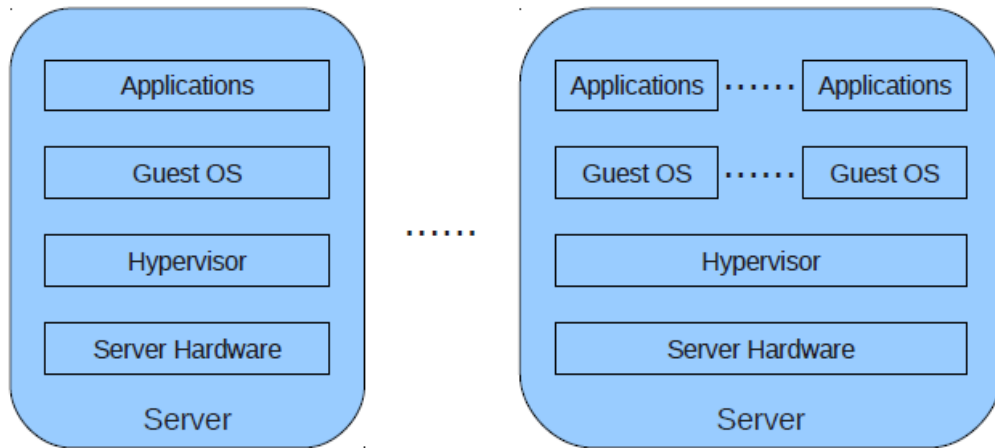 Applications
Guest OS
Hypervisor
Server Hardware
Server
......
Applications ...... Applications
Guest OS ...... Guest OS
Hypervisor
Server Hardware
Server